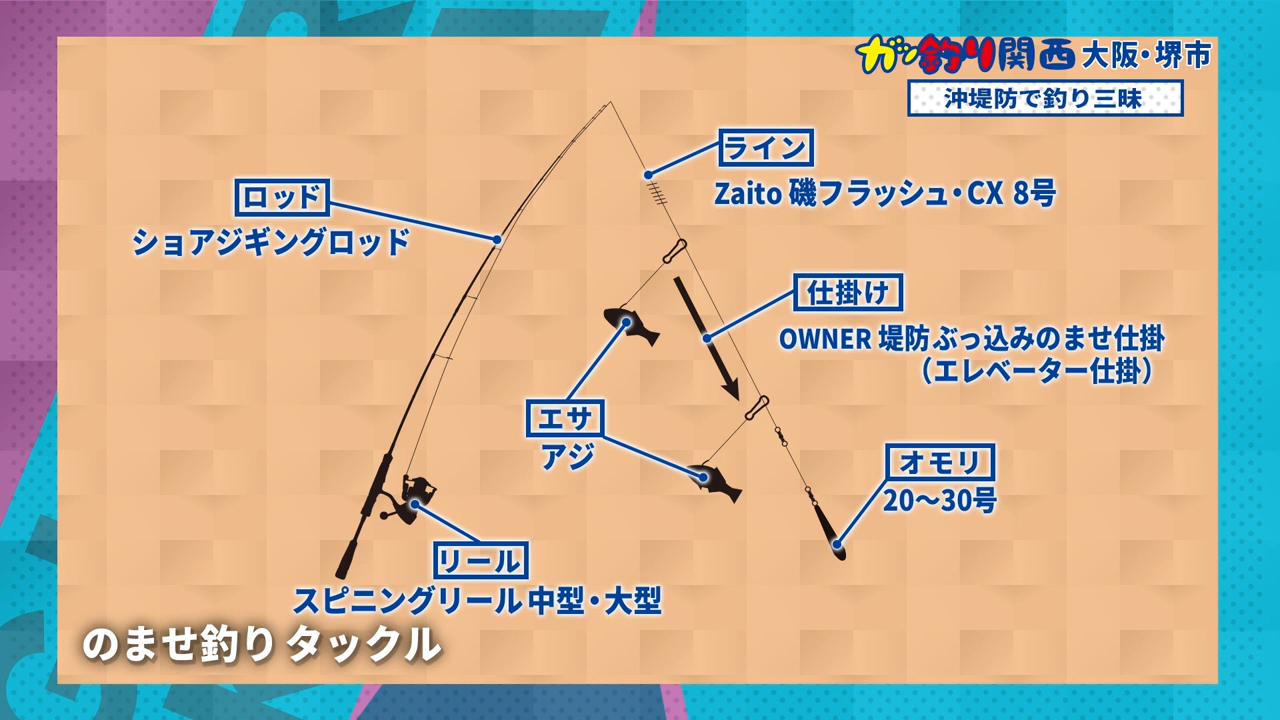 ガッ釣り関西 大阪・堺市
沖堤防で釣り三昧
ライン
Zaito 磯フラッシュ・CX 8号
ロッド
ショアジギングロッド
仕掛け
OWNER 堤防ぶっ込みのませ仕掛
（エレベーター仕掛）
エサ
アジ
オモリ
20〜30号
リール
スピニングリール中型・大型
のませ釣り タックル